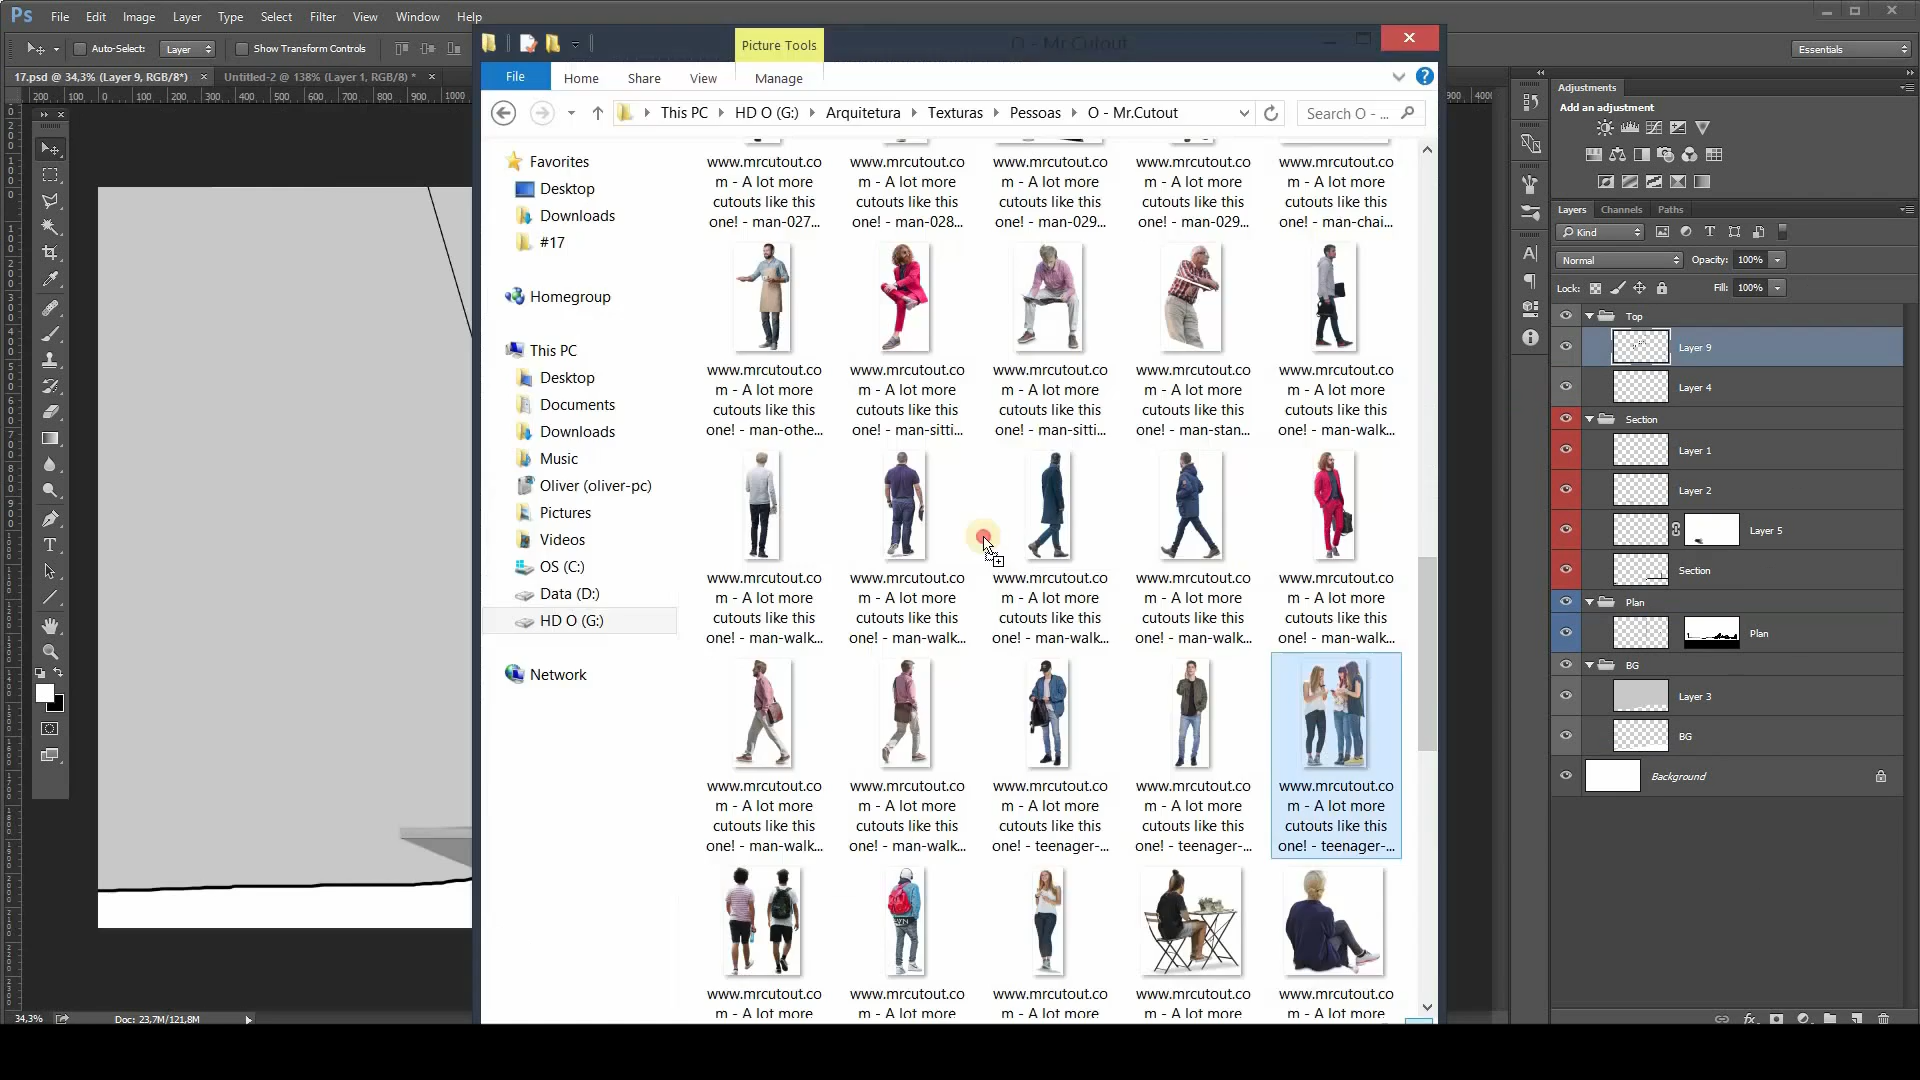 Ps File Edit Image Layer Type Select Filter View Window Help
Auto-Select: Layer Show Transform Controls
Essentials
17.psd @ 34,3% (Layer 9, RGB/8*) × Untitled-2 @ 138% (Layer 1, RGB/8) * ×
200 100 0 100 200 300 400 500 600 700 800 900 1000
Picture Tools
O - Mr.Cutout
File Home Share View Manage
This PC HD O (G:) Arquitetura Texturas Pessoas O - Mr.Cutout
Search O - ...
Favorites
Desktop
Downloads
#17
Homegroup
This PC
Desktop
Documents
Downloads
Music
Oliver (oliver-pc)
Pictures
Videos
OS (C:)
Data (D:)
HD O (G:)
Network
www.mrcutout.co www.mrcutout.co www.mrcutout.co www.mrcutout.co www.mrcutout.co
m - A lot more m - A lot more m - A lot more m - A lot more m - A lot more
cutouts like this cutouts like this cutouts like this cutouts like this cutouts like this
one! - man-027... one! - man-028... one! - man-029... one! - man-029... one! - man-chai...
www.mrcutout.co www.mrcutout.co www.mrcutout.co www.mrcutout.co www.mrcutout.co
m - A lot more m - A lot more m - A lot more m - A lot more m - A lot more
cutouts like this cutouts like this cutouts like this cutouts like this cutouts like this
one! - man-othe... one! - man-sitti... one! - man-sitti... one! - man-stan... one! - man-walk...
www.mrcutout.co www.mrcutout.co www.mrcutout.co www.mrcutout.co www.mrcutout.co
m - A lot more m - A lot more m - A lot more m - A lot more m - A lot more
cutouts like this cutouts like this cutouts like this cutouts like this cutouts like this
one! - man-walk... one! - man-walk... one! - man-walk... one! - man-walk... one! - man-walk...
www.mrcutout.co www.mrcutout.co www.mrcutout.co www.mrcutout.co www.mrcutout.co
m - A lot more m - A lot more m - A lot more m - A lot more m - A lot more
cutouts like this cutouts like this cutouts like this cutouts like this cutouts like this
one! - man-walk... one! - man-walk... one! - teenager-... one! - teenager-... one! - teenager-...
www.mrcutout.co www.mrcutout.co www.mrcutout.co www.mrcutout.co www.mrcutout.co
m - A lot more m - A lot more m - A lot more m - A lot more m - A lot more
Adjustments
Add an adjustment
Layers Channels Paths
Kind
Normal Opacity: 100%
Lock: Fill: 100%
Top
Layer 9
Layer 4
Section
Layer 1
Layer 2
Layer 5
Section
Plan
Plan
BG
Layer 3
BG
Background
34,3% Doc: 23,7M/121,8M